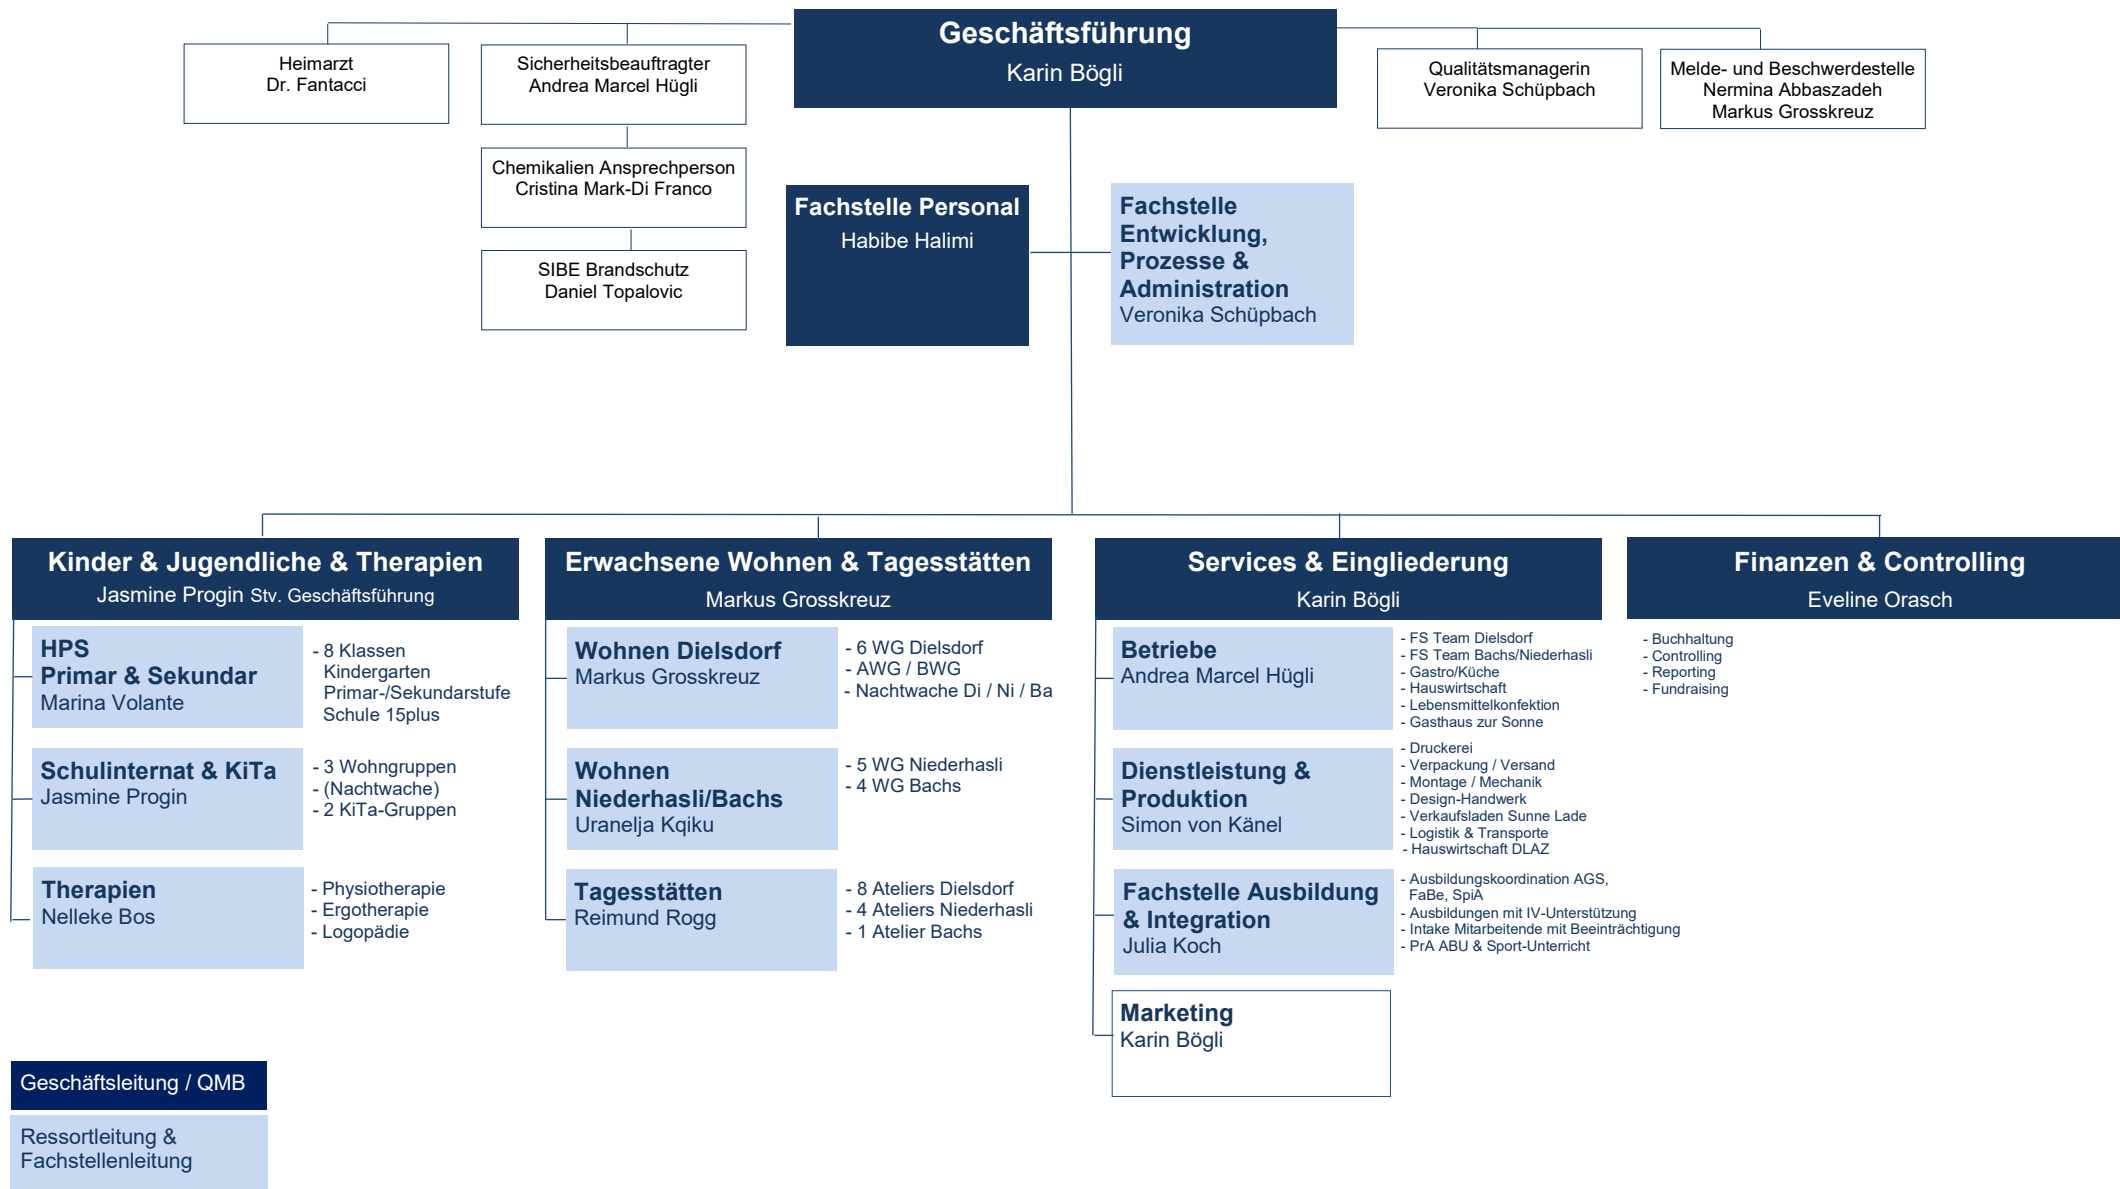 Geschäftsführung
Karin Bögli
Heimarzt
Dr. Fantacci
Sicherheitsbeauftragter
Andrea Marcel Hügli
Qualitätsmanagerin
Veronika Schüpbach
Melde- und Beschwerdestelle
Nermina Abbaszadeh
Markus Grosskreuz
Chemikalien Ansprechperson
Cristina Mark-Di Franco
SIBE Brandschutz
Daniel Topalovic
Fachstelle Personal
Habibe Halimi
Fachstelle
Entwicklung,
Prozesse &
Administration
Veronika Schüpbach
Kinder & Jugendliche & Therapien
Jasmine Progin Stv. Geschäftsführung
HPS
Primar & Sekundar
Marina Volante
- 8 Klassen
Kindergarten
Primar-/Sekundarstufe
Schule 15plus
Schulinternat & KiTa
Jasmine Progin
- 3 Wohngruppen
- (Nachtwache)
- 2 KiTa-Gruppen
Therapien
Nelleke Bos
- Physiotherapie
- Ergotherapie
- Logopädie
Erwachsene Wohnen & Tagesstätten
Markus Grosskreuz
Wohnen Dielsdorf
Markus Grosskreuz
- 6 WG Dielsdorf
- AWG / BWG
- Nachtwache Di / Ni / Ba
Wohnen
Niederhasli/Bachs
Uranelja Kqiku
- 5 WG Niederhasli
- 4 WG Bachs
Tagesstätten
Reimund Rogg
- 8 Ateliers Dielsdorf
- 4 Ateliers Niederhasli
- 1 Atelier Bachs
Services & Eingliederung
Karin Bögli
Betriebe
Andrea Marcel Hügli
- FS Team Dielsdorf
- FS Team Bachs/Niederhasli
- Gastro/Küche
- Hauswirtschaft
- Lebensmittelkonfektion
- Gasthaus zur Sonne
Dienstleistung &
Produktion
Simon von Känel
- Druckerei
- Verpackung / Versand
- Montage / Mechanik
- Design-Handwerk
- Verkaufsladen Sunne Lade
- Logistik & Transporte
- Hauswirtschaft DLAZ
Fachstelle Ausbildung
& Integration
Julia Koch
- Ausbildungskoordination AGS,
FaBe, SpiA
- Ausbildungen mit IV-Unterstützung
- Intake Mitarbeitende mit Beeinträchtigung
- PrA ABU & Sport-Unterricht
Marketing
Karin Bögli
Finanzen & Controlling
Eveline Orasch
- Buchhaltung
- Controlling
- Reporting
- Fundraising
Geschäftsleitung / QMB
Ressortleitung &
Fachstellenleitung